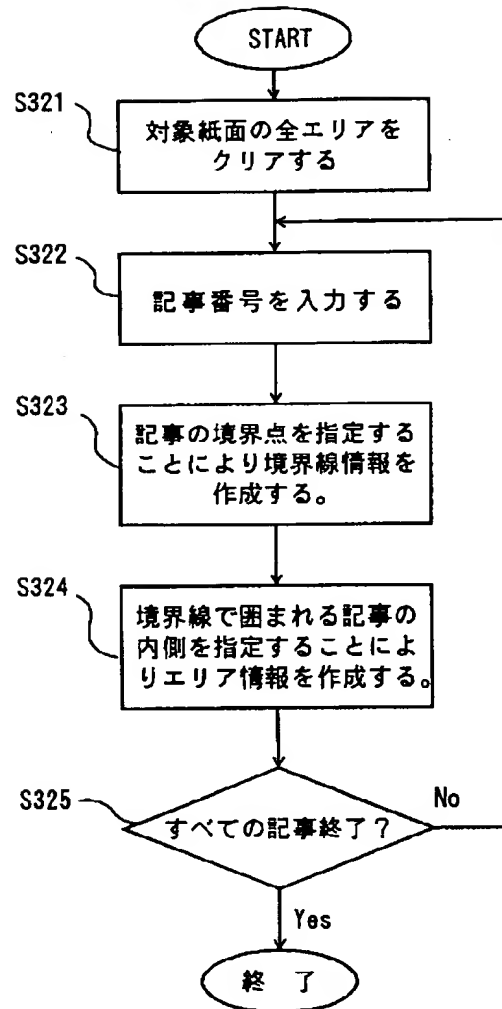 START
S321
対象紙面の全エリアを
クリアする
S322
記事番号を入力する
S323
記事の境界点を指定する
ことにより境界線情報を
作成する。
S324
境界線で囲まれる記事の
内側を指定することによ
りエリア情報を作成する。
S325
すべての記事終了?
No
Yes
終 了